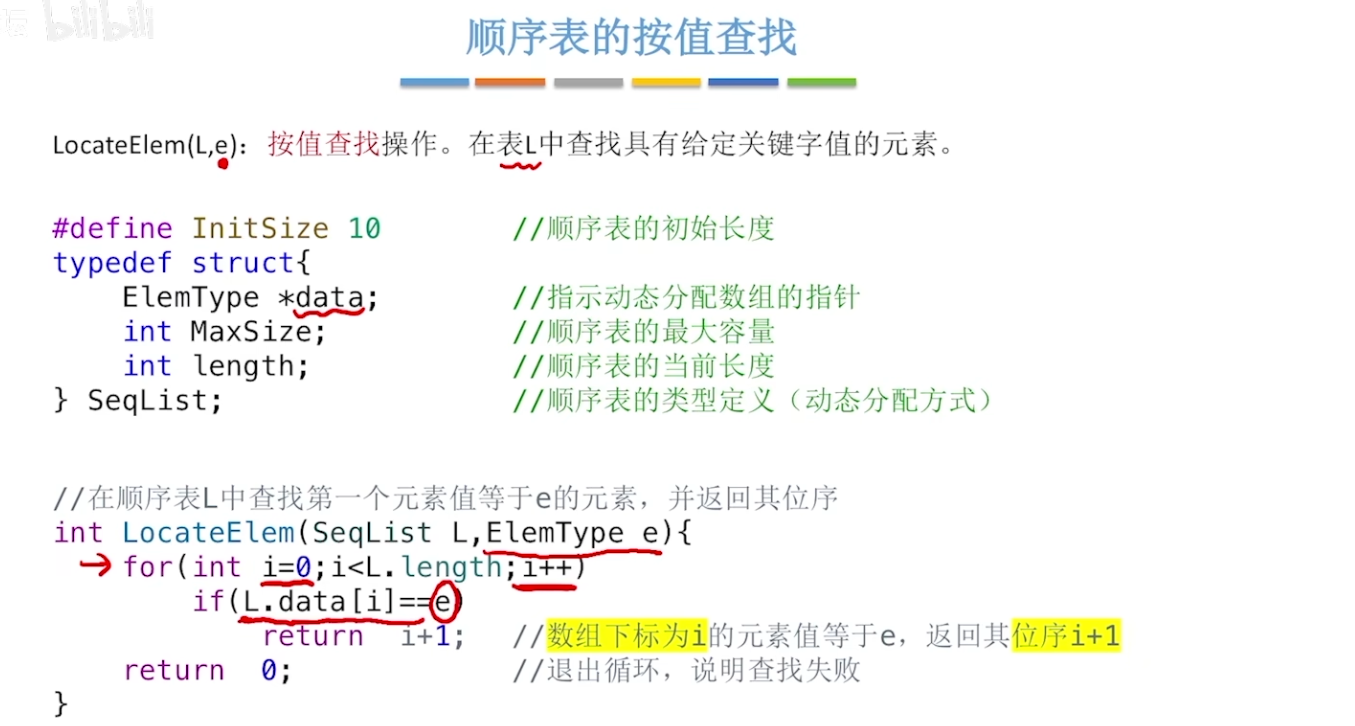 bilibili
顺序表的按值查找
LocateElem(L,e)：按值查找操作。在表L中查找具有给定关键字值的元素。
#define InitSize 10 //顺序表的初始长度
typedef struct{
ElemType *data; //指示动态分配数组的指针
int MaxSize; //顺序表的最大容量
int length; //顺序表的当前长度
} SeqList; //顺序表的类型定义（动态分配方式）
//在顺序表L中查找第一个元素值等于e的元素，并返回其位序
int LocateElem(SeqList L,ElemType e){
for(int i=0;i<L.length;i++)
if(L.data[i]==e)
return i+1; //数组下标为i的元素值等于e，返回其位序i+1
return 0; //退出循环，说明查找失败
}